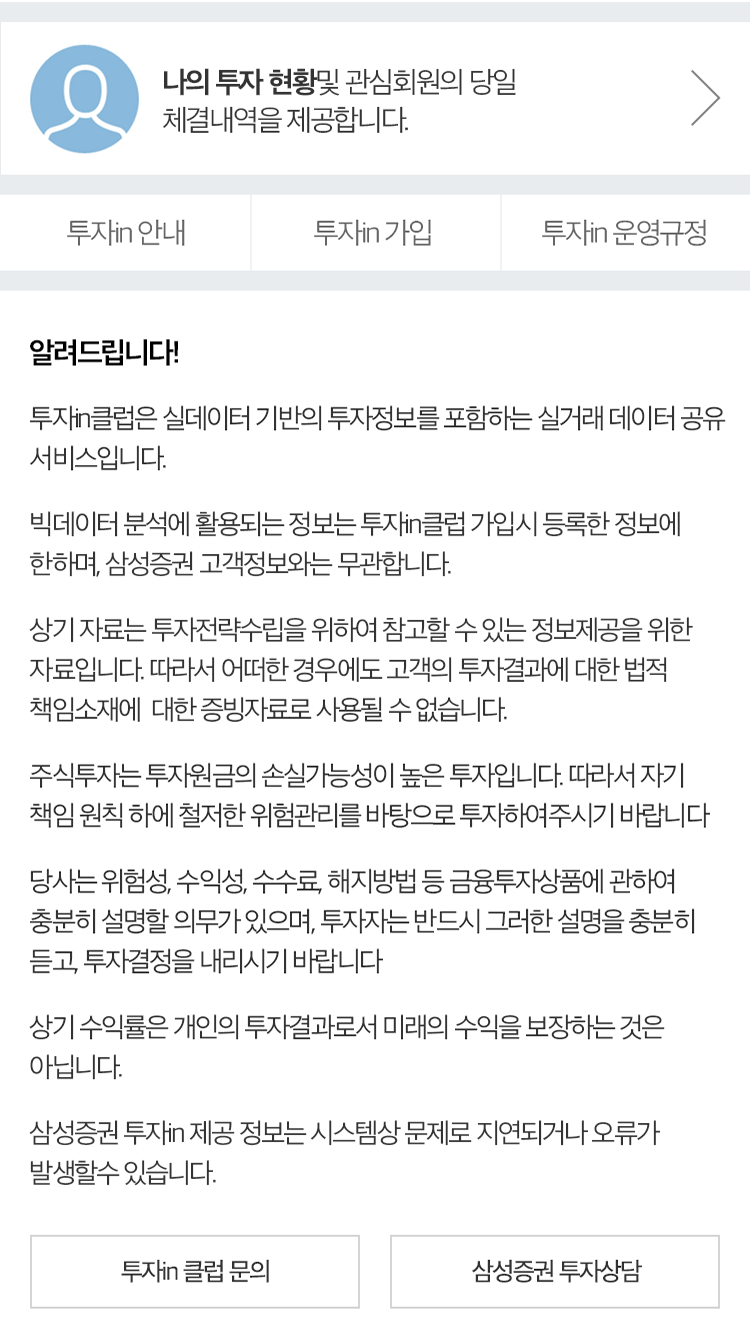 나의 투자 현황및 관심회원의 당일
체결내역을 제공합니다.
투자in 안내
투자in 가입
투자in 운영규정
알려드립니다!
투자in클럽은 실데이터 기반의 투자정보를 포함하는 실거래 데이터 공유
서비스입니다.
빅데이터 분석에 활용되는 정보는 투자in클럽 가입시 등록한 정보에
한하며, 삼성증권 고객정보와는 무관합니다.
상기 자료는 투자전략수립을 위하여 참고할 수 있는 정보제공을 위한
자료입니다. 따라서 어떠한 경우에도 고객의 투자결과에 대한 법적
책임소재에  대한 증빙자료로 사용될 수 없습니다.
주식투자는 투자원금의 손실가능성이 높은 투자입니다. 따라서 자기
책임 원칙 하에 철저한 위험관리를 바탕으로 투자하여주시기 바랍니다
당사는 위험성, 수익성, 수수료, 해지방법 등 금융투자상품에 관하여
충분히 설명할 의무가 있으며, 투자자는 반드시 그러한 설명을 충분히
듣고, 투자결정을 내리시기 바랍니다
상기 수익률은 개인의 투자결과로서 미래의 수익을 보장하는 것은
아닙니다.
삼성증권 투자in 제공 정보는 시스템상 문제로 지연되거나 오류가
발생할수 있습니다.
투자in 클럽 문의
삼성증권 투자상담